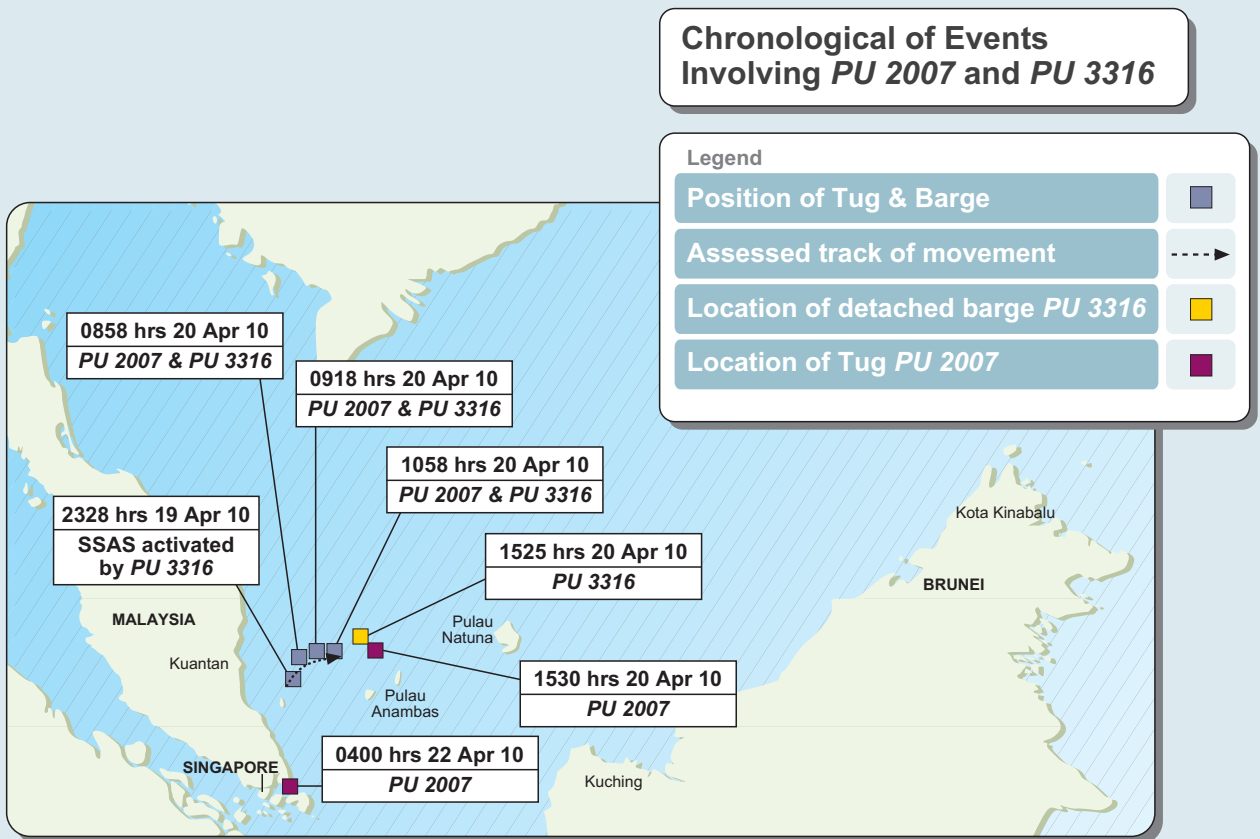 Chronological of Events
Involving PU 2007 and PU 3316
Legend
Position of Tug & Barge
Assessed track of movement
Location of detached barge PU 3316
Location of Tug PU 2007
0858 hrs 20 Apr 10
PU 2007 & PU 3316
0918 hrs 20 Apr 10
PU 2007 & PU 3316
1058 hrs 20 Apr 10
PU 2007 & PU 3316
2328 hrs 19 Apr 10
SSAS activated
by PU 3316
1525 hrs 20 Apr 10
PU 3316
Kota Kinabalu
BRUNEI
MALAYSIA
Kuantan
Pulau
Natuna
Pulau
Anambas
1530 hrs 20 Apr 10
PU 2007
SINGAPORE
0400 hrs 22 Apr 10
PU 2007
Kuching